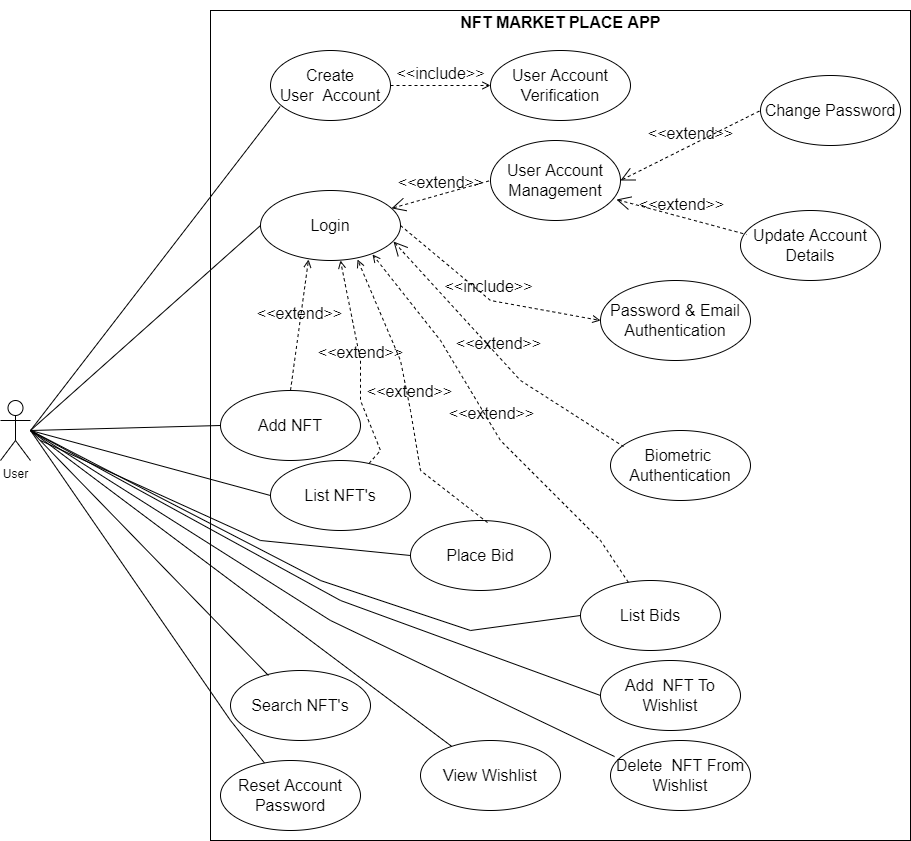 NFT MARKET PLACE APP
Create
User  Account
<<include>>
User Account
Verification
Change Password
<<extend>>
User Account
Management
<<extend>>
<<extend>>
Login
Update Account
Details
<<include>>
Password & Email
Authentication
<<extend>>
<<extend>>
<<extend>>
<<extend>>
<<extend>>
Add NFT
Biometric
Authentication
User
List NFT's
Place Bid
List Bids
Add  NFT To
Wishlist
Search NFT's
View Wishlist
Delete  NFT From
Wishlist
Reset Account
Password